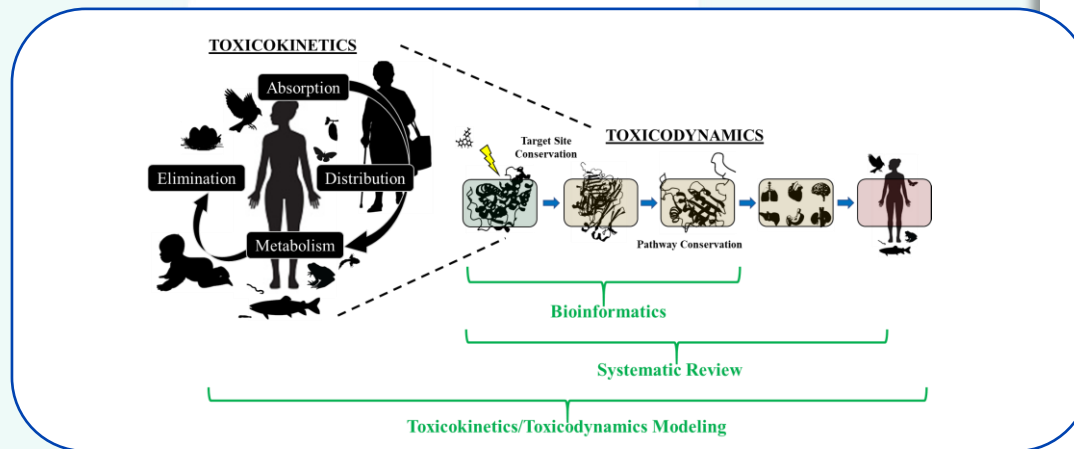 TOXICOKINETICS
Absorption
Elimination
Distribution
Metabolism
TOXICODYNAMICS
Target Site
Conservation
Pathway Conservation
Bioinformatics
Systematic Review
Toxicokinetics/Toxicodynamics Modeling